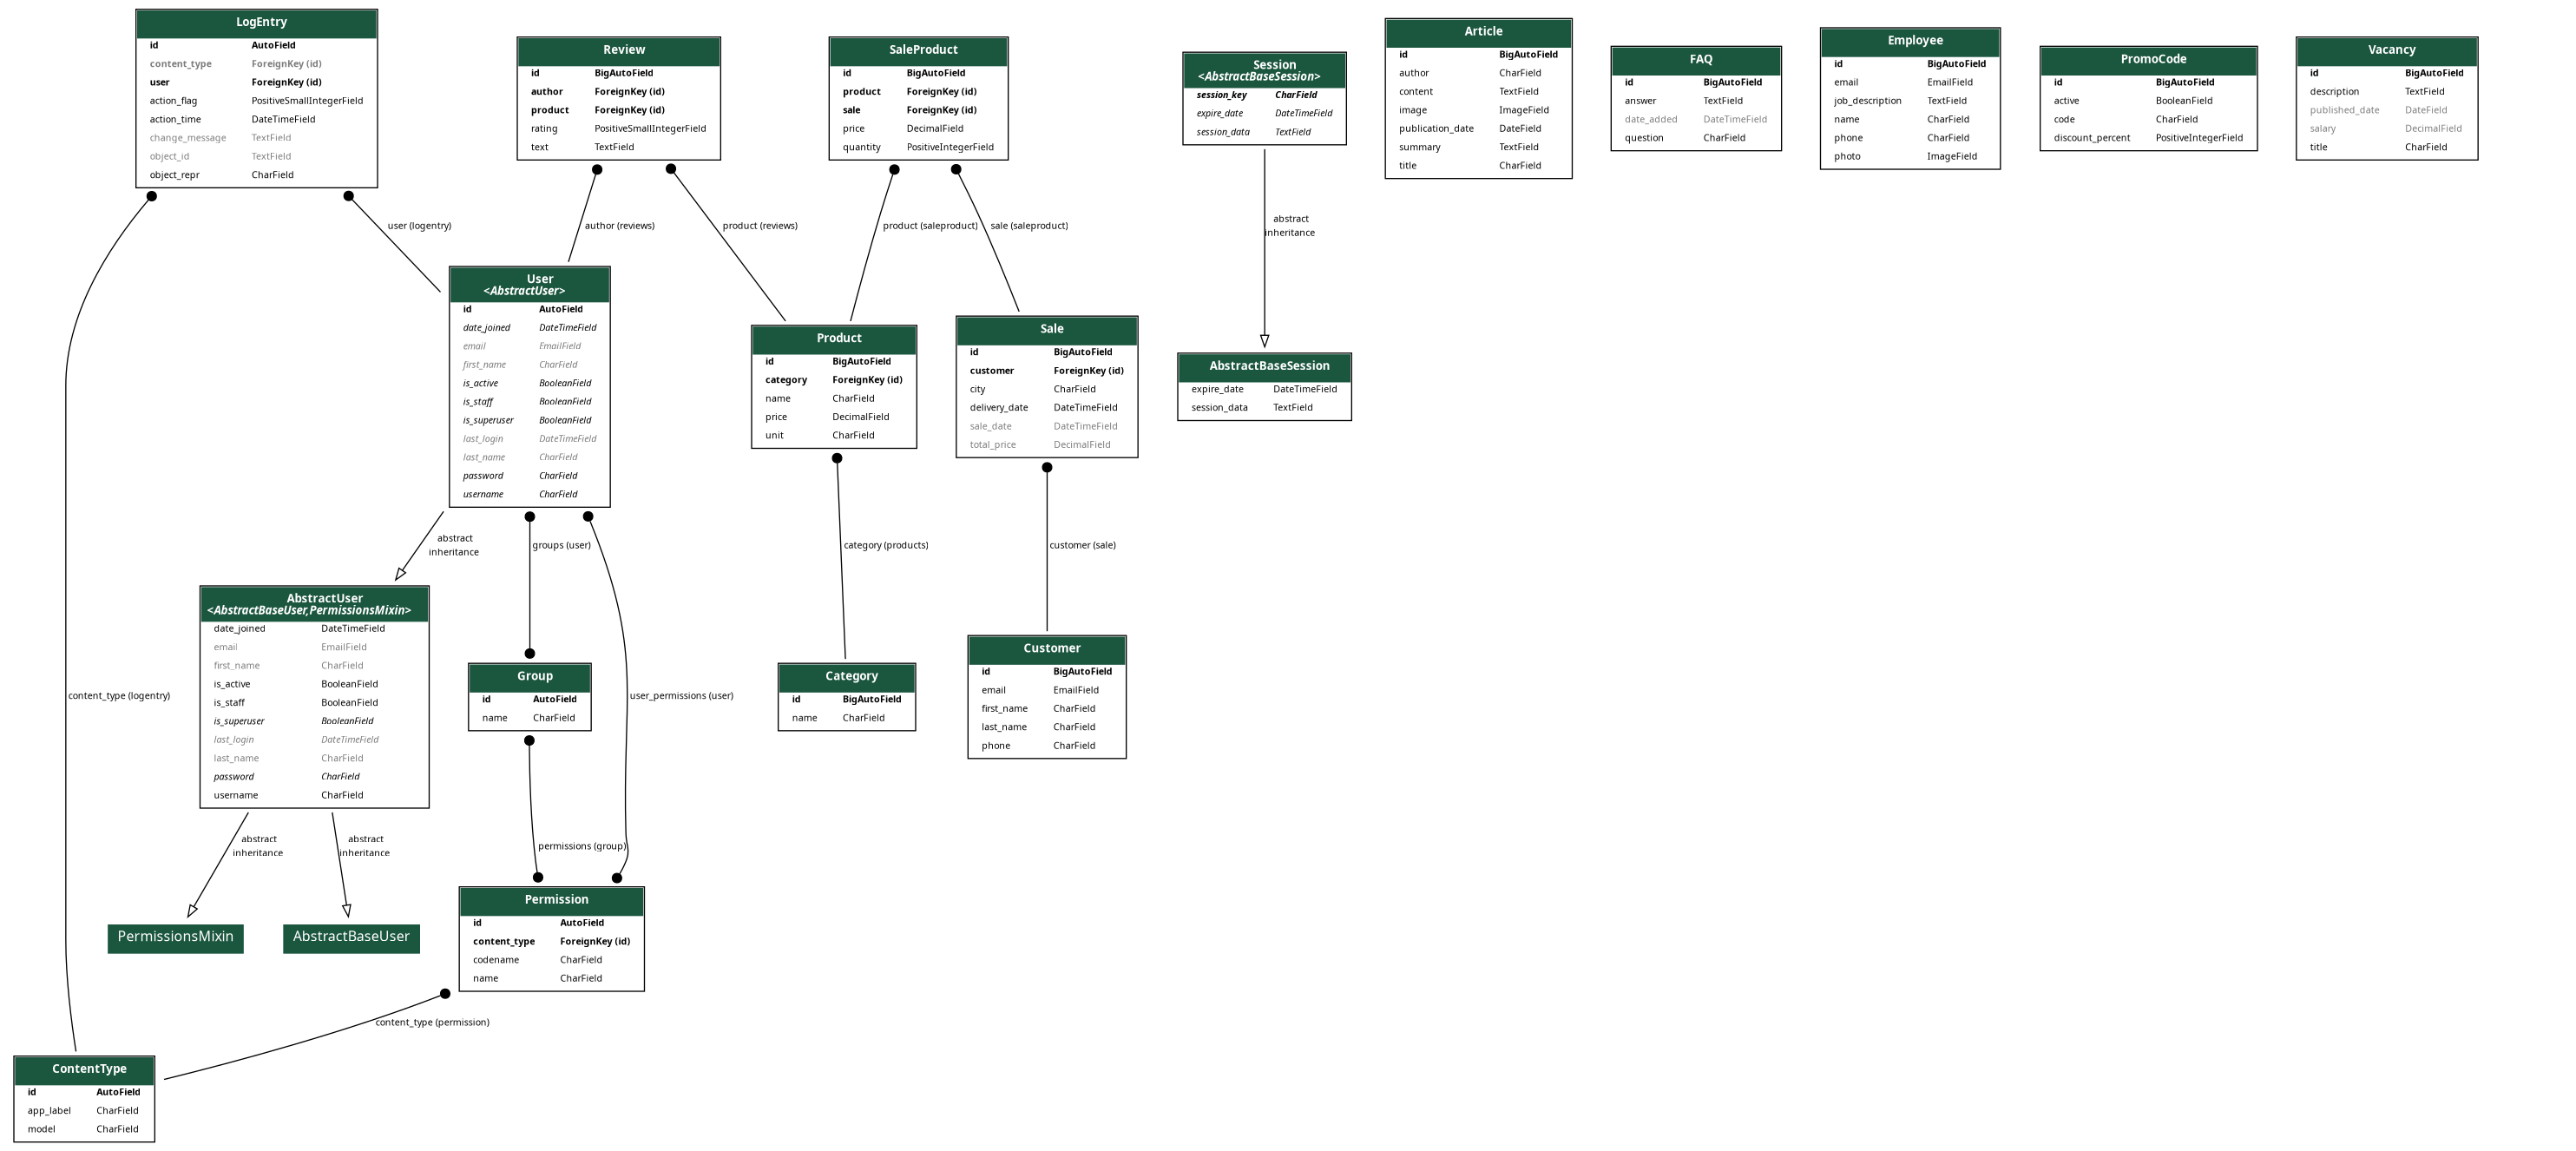 LogEntry
id AutoField
content_type ForeignKey (id)
user ForeignKey (id)
action_flag PositiveSmallIntegerField
action_time DateTimeField
change_message TextField
object_id TextField
object_repr CharField
Review
id BigAutoField
author ForeignKey (id)
product ForeignKey (id)
rating PositiveSmallIntegerField
text TextField
SaleProduct
id BigAutoField
product ForeignKey (id)
sale ForeignKey (id)
price DecimalField
quantity PositiveIntegerField
Session
<AbstractBaseSession>
session_key CharField
expire_date DateTimeField
session_data TextField
Article
id BigAutoField
author CharField
content TextField
image ImageField
publication_date DateField
summary TextField
title CharField
FAQ
id BigAutoField
answer TextField
date_added DateTimeField
question CharField
Employee
id BigAutoField
email EmailField
job_description TextField
name CharField
phone CharField
photo ImageField
PromoCode
id BigAutoField
active BooleanField
code CharField
discount_percent PositiveIntegerField
Vacancy
id BigAutoField
description TextField
published_date DateField
salary DecimalField
title CharField
user (logentry)
author (reviews)
product (reviews)
product (saleproduct)
sale (saleproduct)
abstract
inheritance
User
<AbstractUser>
id AutoField
date_joined DateTimeField
email EmailField
first_name CharField
is_active BooleanField
is_staff BooleanField
is_superuser BooleanField
last_login DateTimeField
last_name CharField
password CharField
username CharField
Product
id BigAutoField
category ForeignKey (id)
name CharField
price DecimalField
unit CharField
Sale
id BigAutoField
customer ForeignKey (id)
city CharField
delivery_date DateTimeField
sale_date DateTimeField
total_price DecimalField
AbstractBaseSession
expire_date DateTimeField
session_data TextField
abstract
inheritance
groups (user)
category (products)
customer (sale)
AbstractUser
<AbstractBaseUser,PermissionsMixin>
date_joined DateTimeField
email EmailField
first_name CharField
is_active BooleanField
is_staff BooleanField
is_superuser BooleanField
last_login DateTimeField
last_name CharField
password CharField
username CharField
content_type (logentry)
Group
id AutoField
name CharField
user_permissions (user)
Category
id BigAutoField
name CharField
Customer
id BigAutoField
email EmailField
first_name CharField
last_name CharField
phone CharField
abstract
inheritance
abstract
inheritance
permissions (group)
PermissionsMixin
AbstractBaseUser
Permission
id AutoField
content_type ForeignKey (id)
codename CharField
name CharField
content_type (permission)
ContentType
id AutoField
app_label CharField
model CharField